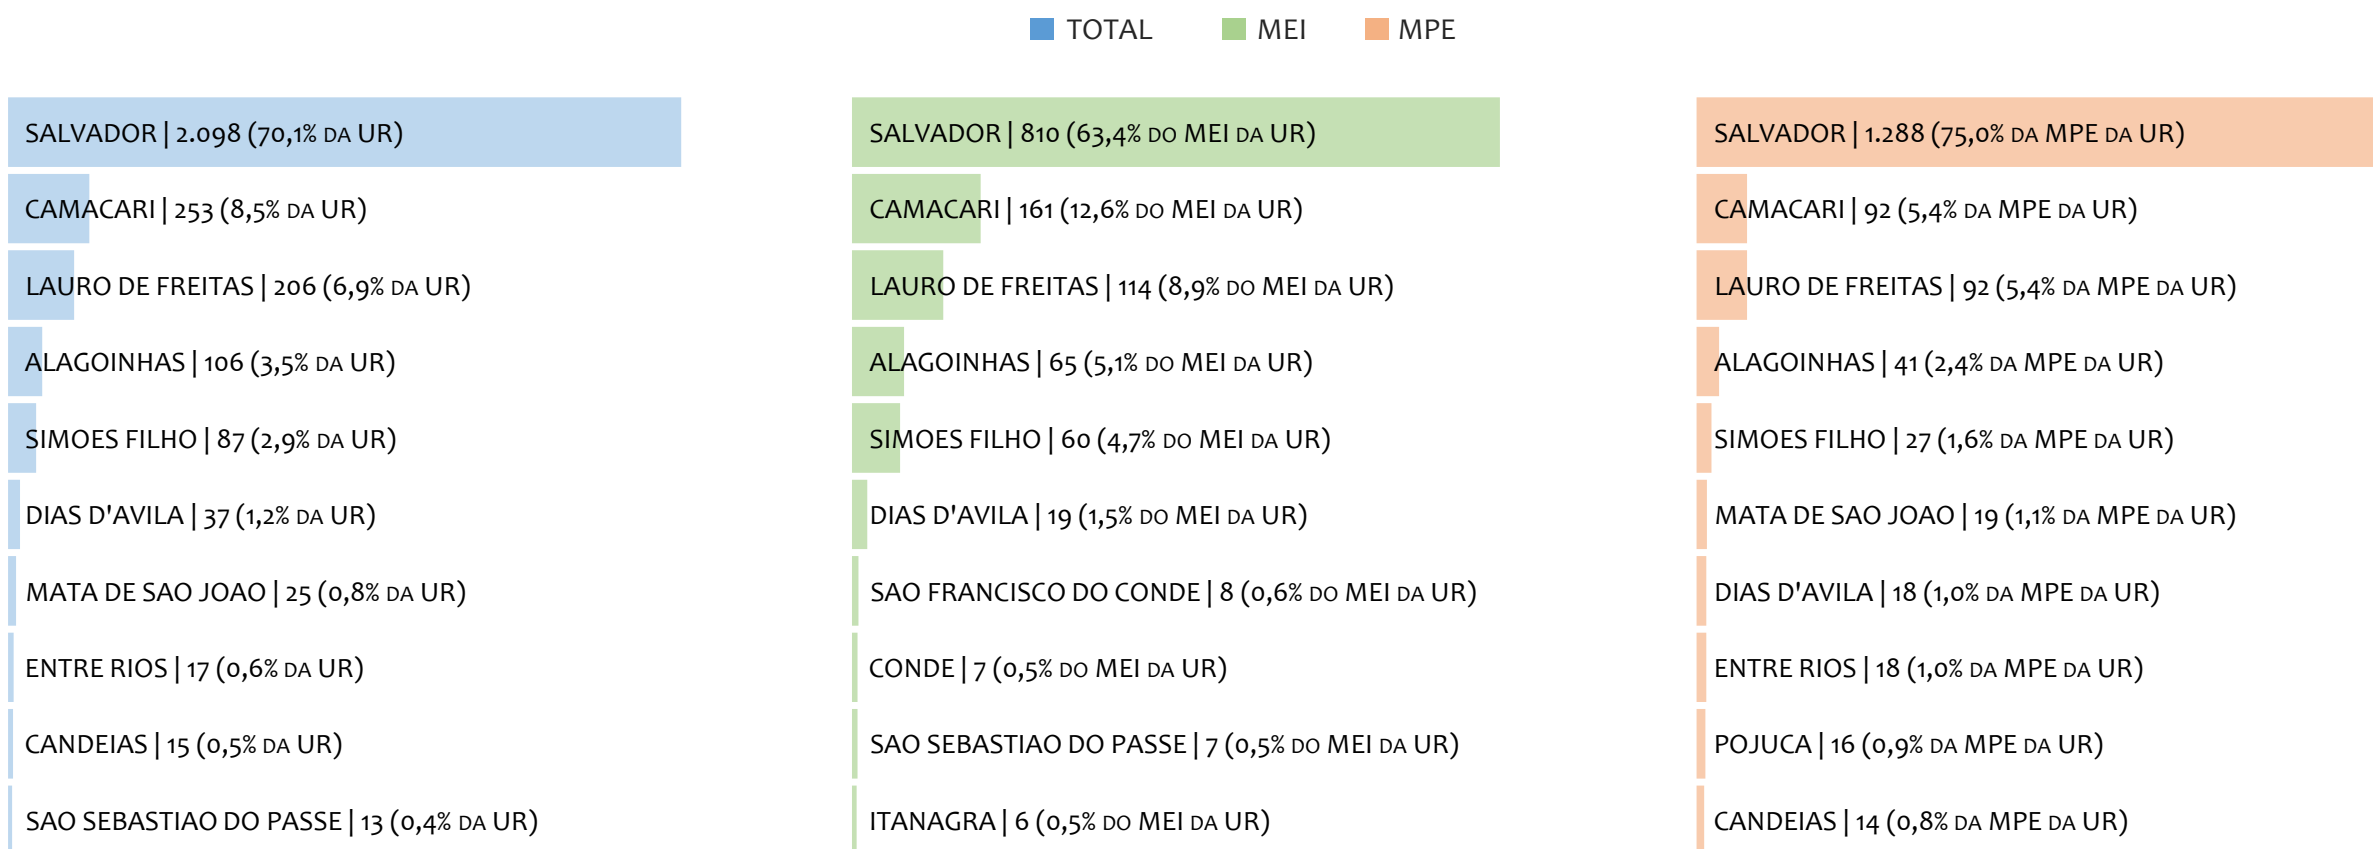 TOTAL MEI MPE
SALVADOR | 2.098 (70,1% DA UR)
CAMACARI | 253 (8,5% DA UR)
LAURO DE FREITAS | 206 (6,9% DA UR)
ALAGOINHAS | 106 (3,5% DA UR)
SIMOES FILHO | 87 (2,9% DA UR)
DIAS D'AVILA | 37 (1,2% DA UR)
MATA DE SAO JOAO | 25 (0,8% DA UR)
ENTRE RIOS | 17 (0,6% DA UR)
CANDEIAS | 15 (0,5% DA UR)
SAO SEBASTIAO DO PASSE | 13 (0,4% DA UR)
SALVADOR | 810 (63,4% DO MEI DA UR)
CAMACARI | 161 (12,6% DO MEI DA UR)
LAURO DE FREITAS | 114 (8,9% DO MEI DA UR)
ALAGOINHAS | 65 (5,1% DO MEI DA UR)
SIMOES FILHO | 60 (4,7% DO MEI DA UR)
DIAS D'AVILA | 19 (1,5% DO MEI DA UR)
SAO FRANCISCO DO CONDE | 8 (0,6% DO MEI DA UR)
CONDE | 7 (0,5% DO MEI DA UR)
SAO SEBASTIAO DO PASSE | 7 (0,5% DO MEI DA UR)
ITANAGRA | 6 (0,5% DO MEI DA UR)
SALVADOR | 1.288 (75,0% DA MPE DA UR)
CAMACARI | 92 (5,4% DA MPE DA UR)
LAURO DE FREITAS | 92 (5,4% DA MPE DA UR)
ALAGOINHAS | 41 (2,4% DA MPE DA UR)
SIMOES FILHO | 27 (1,6% DA MPE DA UR)
MATA DE SAO JOAO | 19 (1,1% DA MPE DA UR)
DIAS D'AVILA | 18 (1,0% DA MPE DA UR)
ENTRE RIOS | 18 (1,0% DA MPE DA UR)
POJUCA | 16 (0,9% DA MPE DA UR)
CANDEIAS | 14 (0,8% DA MPE DA UR)